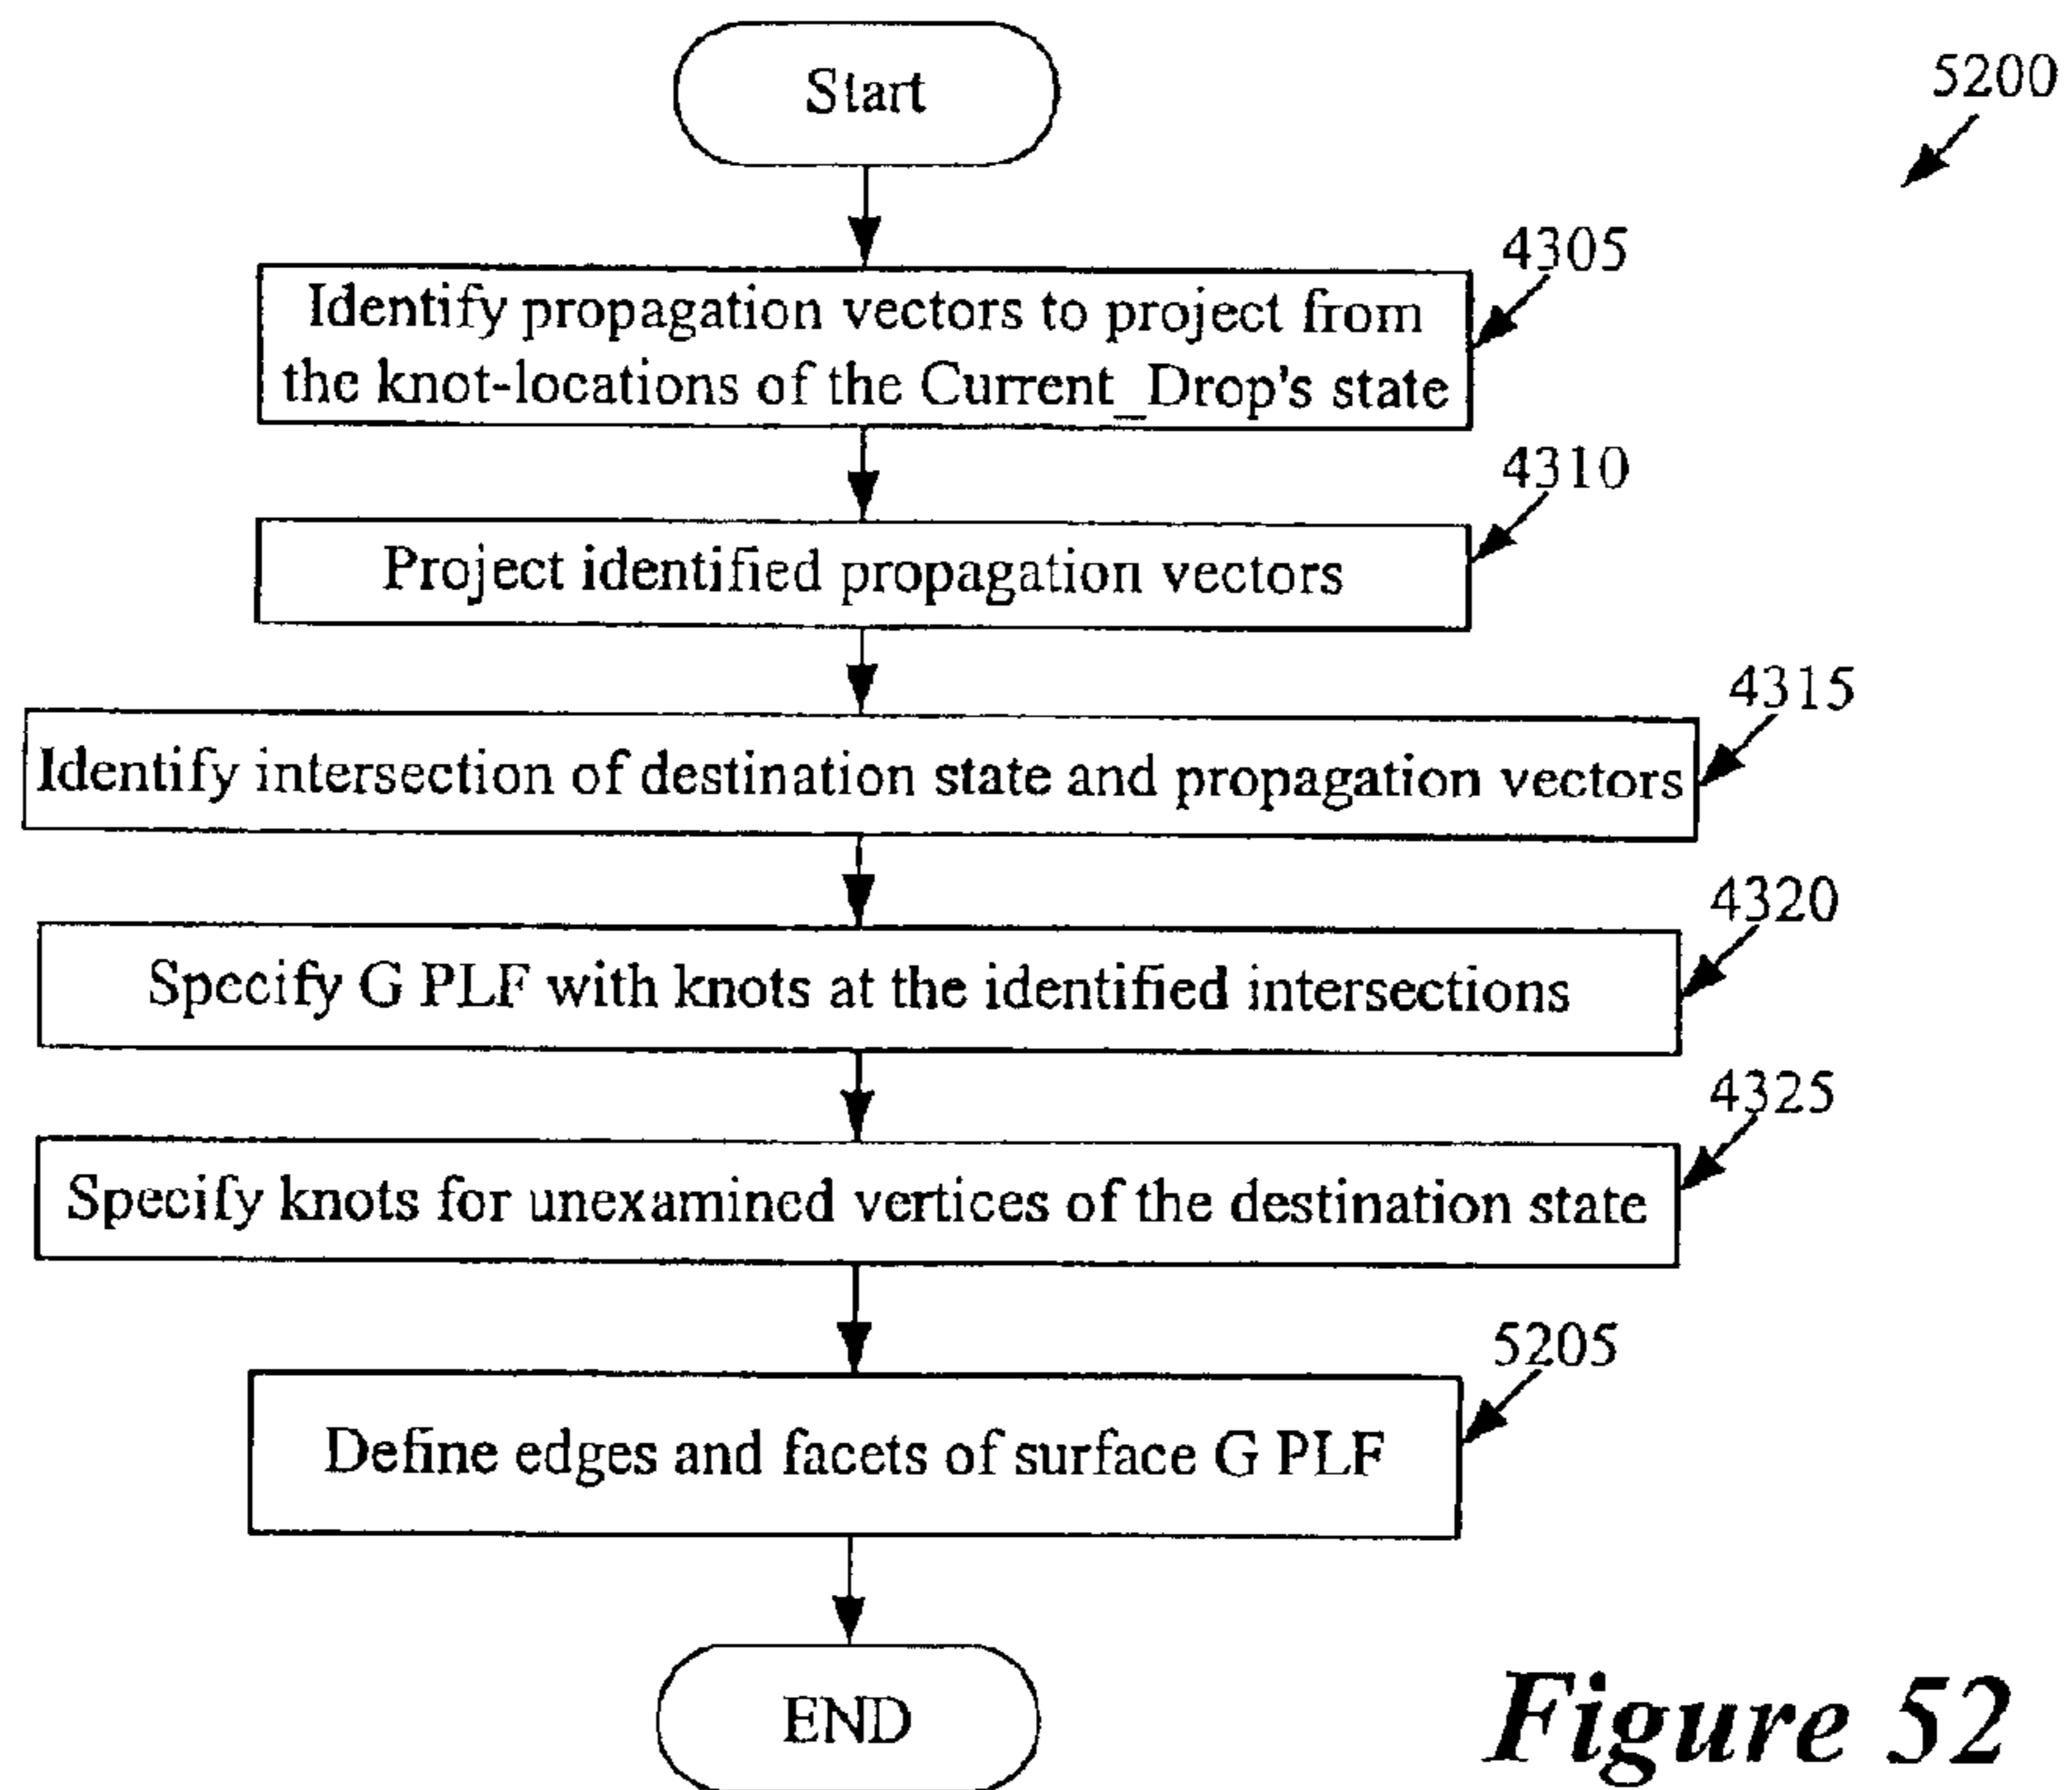 Start
5200
4305
Identify propagation vectors to project from
the knot-locations of the Current_Drop's state
4310
Project identified propagation vectors
4315
Identify intersection of destination state and propagation vectors
4320
Specify G PLF with knots at the identified intersections
4325
Specify knots for unexamined vertices of the destination state
5205
Define edges and facets of surface G PLF
END
Figure 52